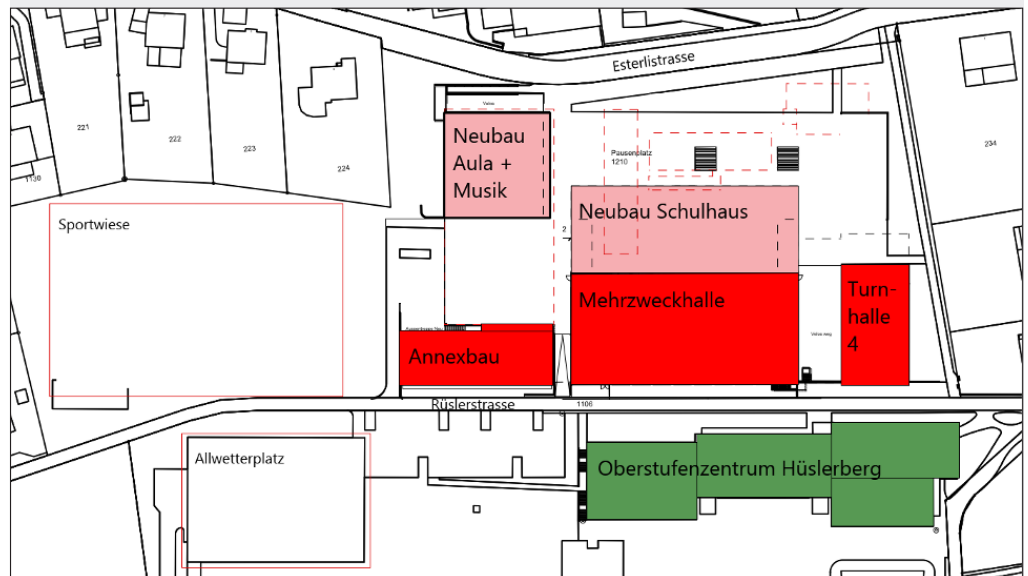 Esterlistrasse
221
222
223
224
1130
234
Neubau
Aula +
Musik
Pausenplatz
1210
Sportwiese
Neubau Schulhaus
2
Mehrzweckhalle
Turn-
halle
4
Annexbau
Rüslerstrasse
1106
Allwetterplatz
Oberstufenzentrum Hüslerberg